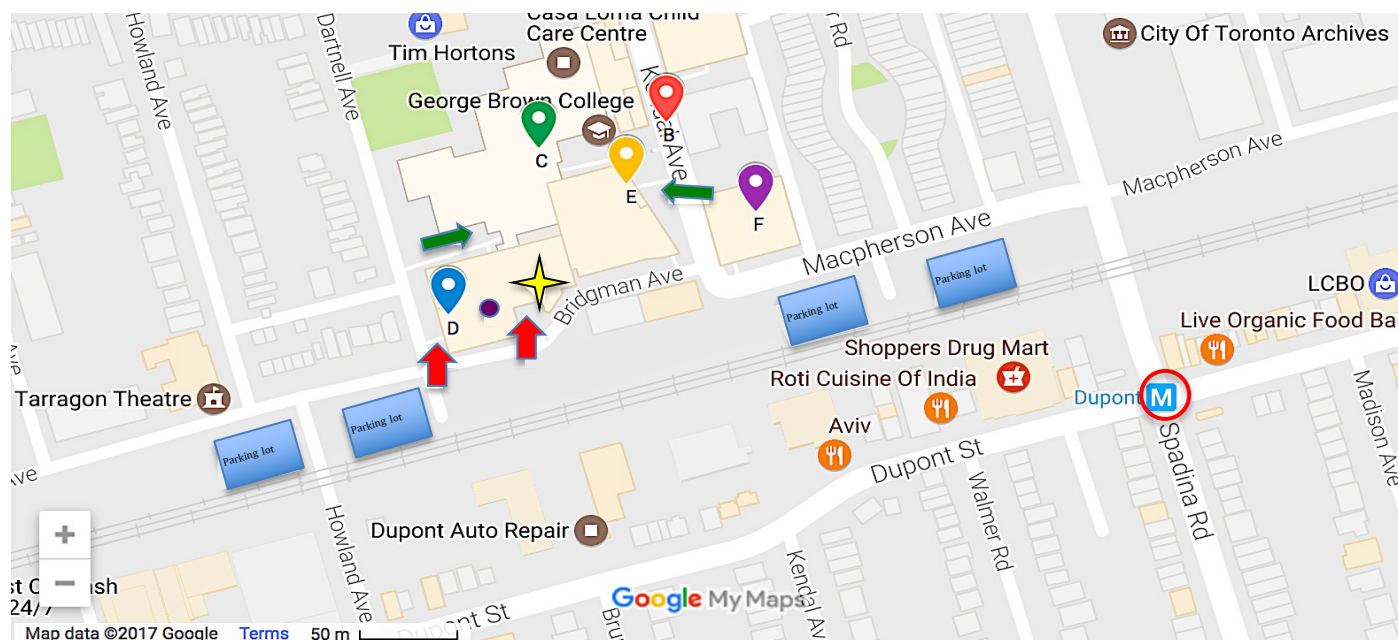 Howland Ave
Dartnell Ave
Tim Hortons
Casa Loma Child
Care Centre
George Brown College
Kendal Ave
City Of Toronto Archives
B
C
E
F
D
Macpherson Ave
Macpherson Ave
Bridgman Ave
Parking lot
Parking lot
Parking lot
Parking lot
LCBO
Live Organic Food Ba
Shoppers Drug Mart
Roti Cuisine Of India
Dupont
M
Aviv
Tarragon Theatre
Dupont St
Walmer Rd
Spadina Rd
Madison Ave
Dupont Auto Repair
Howland Ave
Kendal Av
Google My Maps
24/7
Dupont St
+
−
Map data ©2017 Google
Terms
50 m